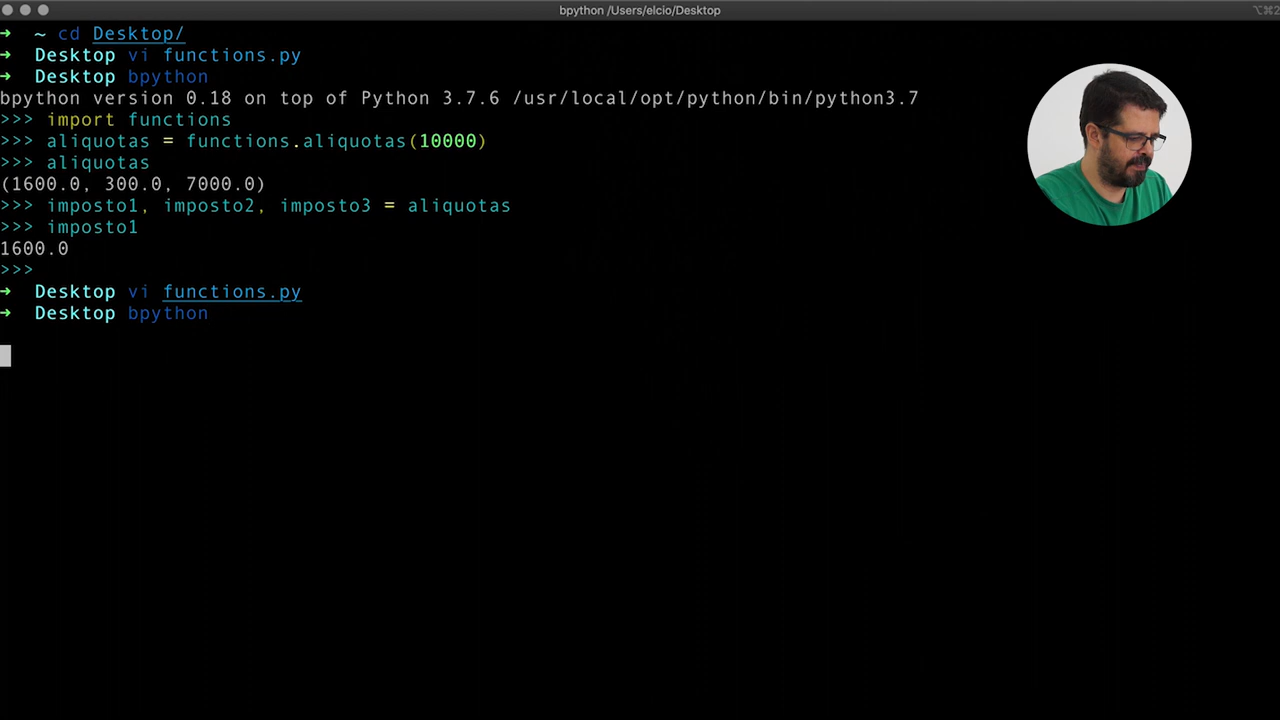 bpython /Users/elcio/Desktop
⌥⌘2
➜ ~ cd Desktop/
➜ Desktop vi functions.py
➜ Desktop bpython
bpython version 0.18 on top of Python 3.7.6 /usr/local/opt/python/bin/python3.7
>>> import functions
>>> aliquotas = functions.aliquotas(10000)
>>> aliquotas
(1600.0, 300.0, 7000.0)
>>> imposto1, imposto2, imposto3 = aliquotas
>>> imposto1
1600.0
>>>
➜ Desktop vi functions.py
➜ Desktop bpython